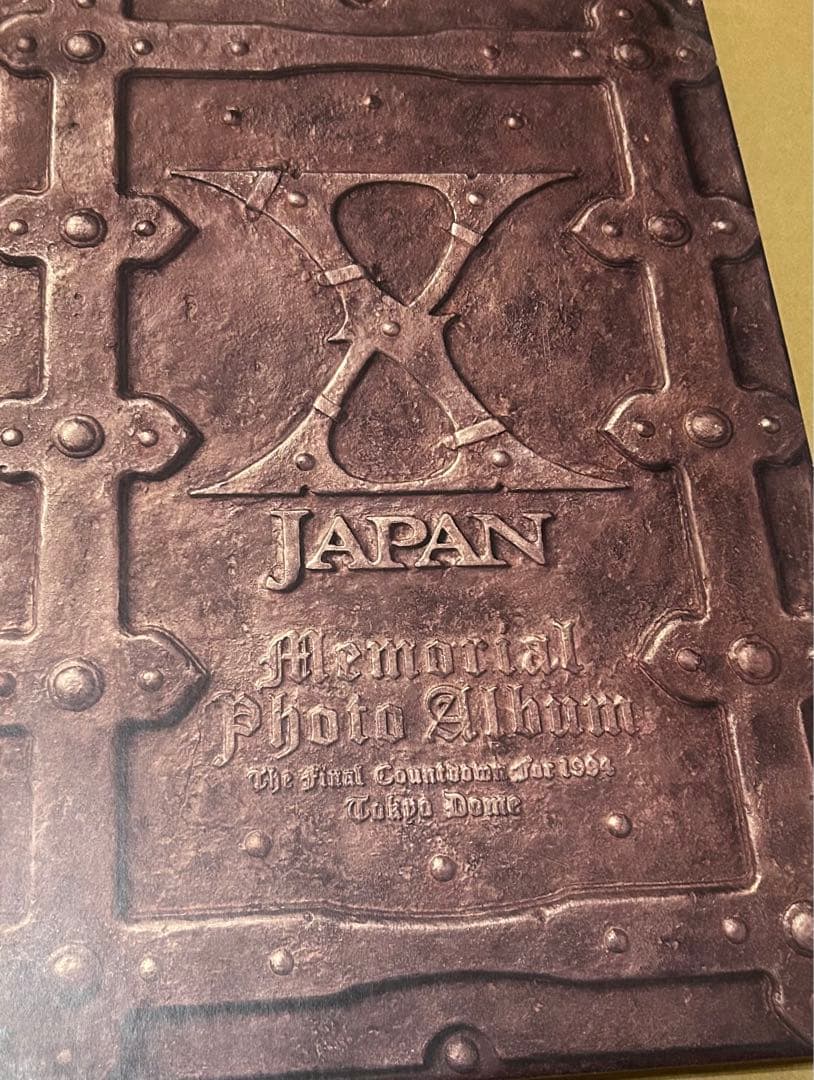 X
JAPAN
Memorial
Photo Album
The Final Countdown for 1994
Tokyo Dome